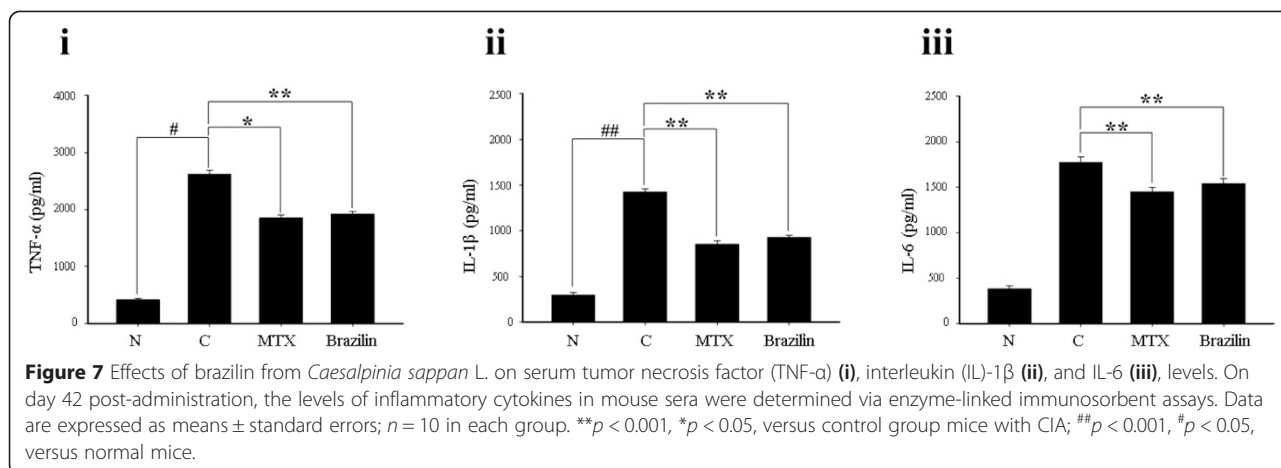 i
ii
iii
**
*
#
4000
3000
2000
1000
0
TNF-α (pg/ml)
N C MTX Brazilin
**
**
##
2500
2000
1500
1000
500
0
IL-1β (pg/ml)
N C MTX Brazilin
**
**
2500
2000
1500
1000
500
0
IL-6 (pg/ml)
N C MTX Brazilin
Figure 7 Effects of brazilin from Caesalpinia sappan L. on serum tumor necrosis factor (TNF-α) (i), interleukin (IL)-1β (ii), and IL-6 (iii), levels. On
day 42 post-administration, the levels of inflammatory cytokines in mouse sera were determined via enzyme-linked immunosorbent assays. Data
are expressed as means ± standard errors; n = 10 in each group. **p < 0.001, *p < 0.05, versus control group mice with CIA; ##p < 0.001, #p < 0.05,
versus normal mice.